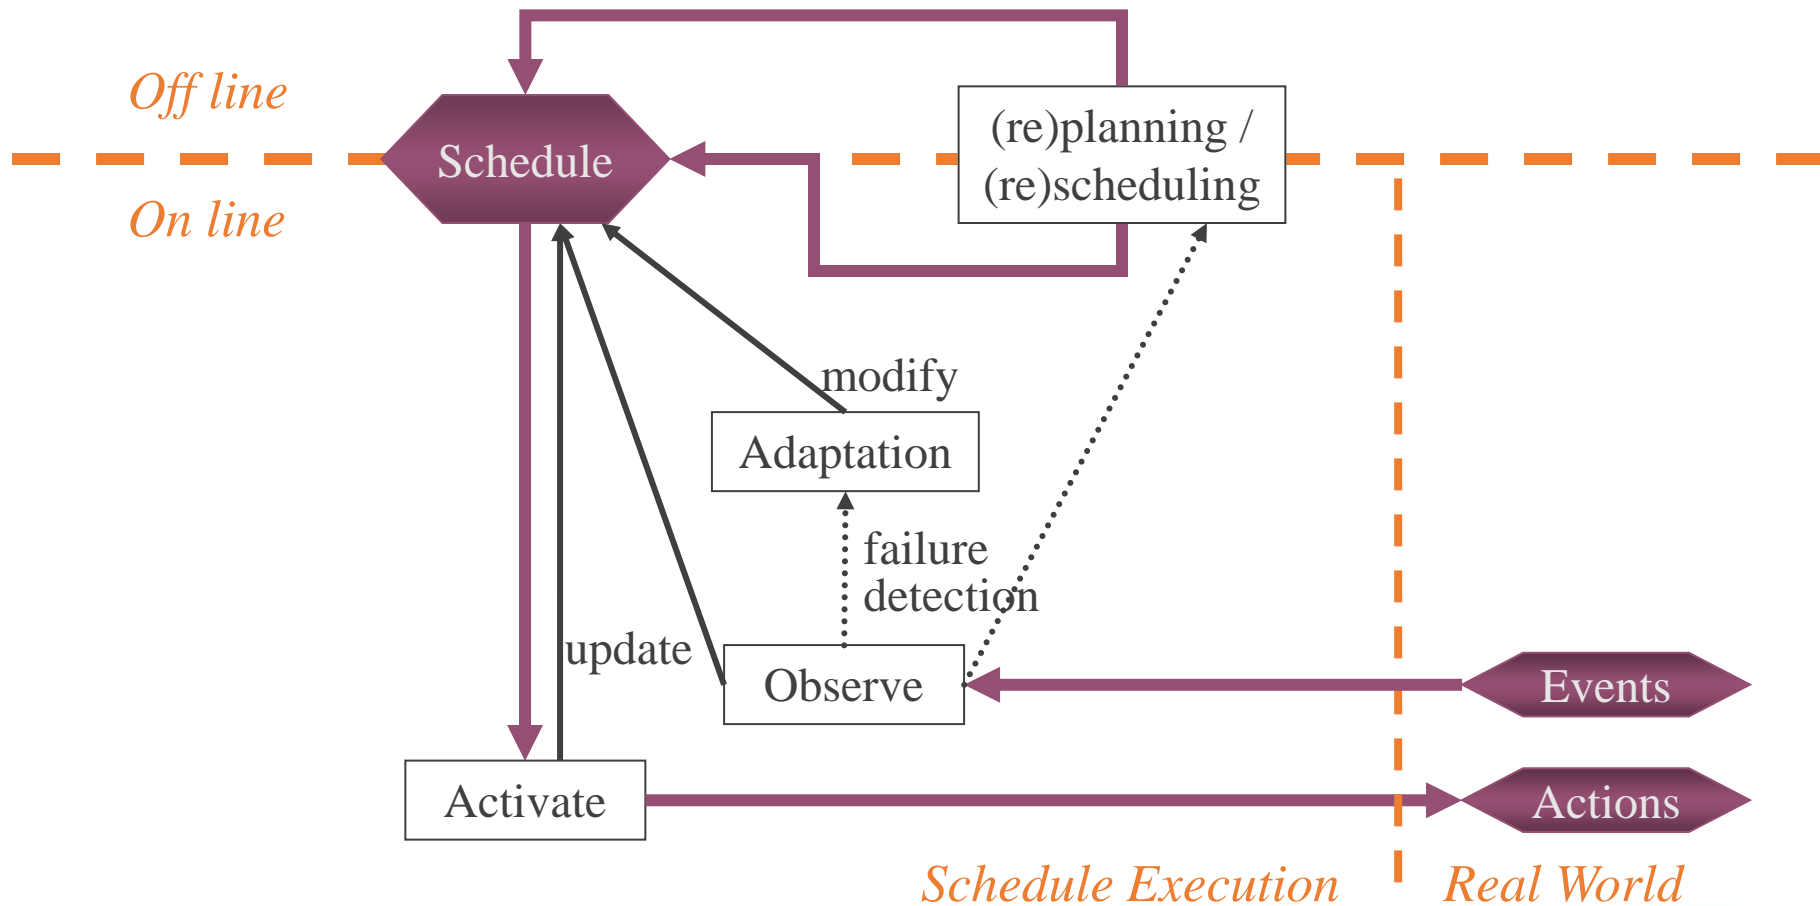 Off line
(re)planning /
(re)scheduling
Schedule
On line
modify
Adaptation
failure
detection
update
Observe
Events
Activate
Actions
Schedule Execution
Real World